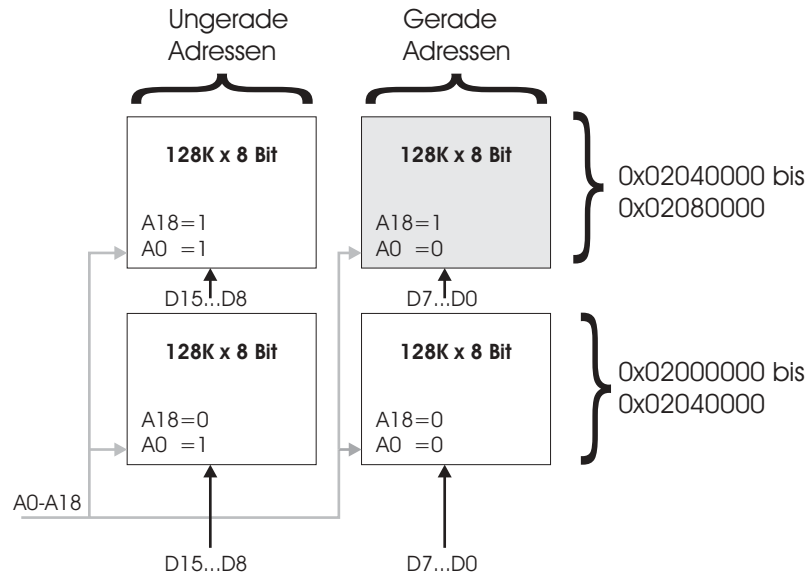 Ungerade
Adressen
Gerade
Adressen
128K x 8 Bit
A18=1
A0 =1
128K x 8 Bit
A18=1
A0 =0
0x02040000 bis
0x02080000
D15...D8
D7...D0
128K x 8 Bit
A18=0
A0 =1
128K x 8 Bit
A18=0
A0 =0
0x02000000 bis
0x02040000
A0-A18
D15...D8
D7...D0